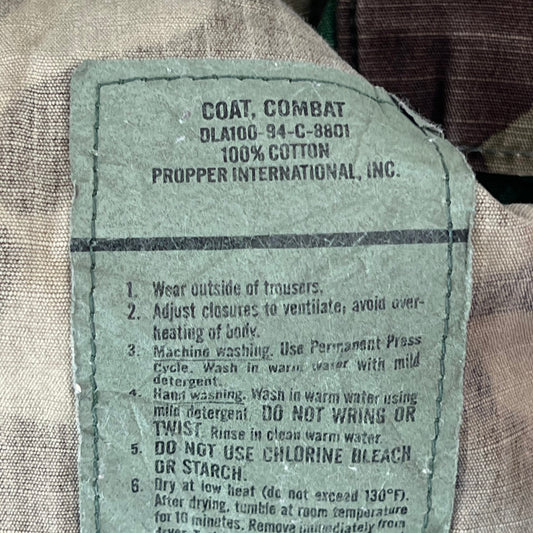 COAT, COMBAT
DLA100-94-C-8801
100% COTTON
PROPPER INTERNATIONAL, INC.
1. Wear outside of trousers.
2. Adjust closures to ventilate; avoid over-
heating of body.
3. Machine washing. Use Permanent Press
Cycle. Wash in warm water with mild
detergent.
4. Hand washing. Wash in warm water using
mild detergent. DO NOT WRING OR
TWIST. Rinse in clean warm water.
5. DO NOT USE CHLORINE BLEACH
OR STARCH.
6. Dry at low heat (do not exceed 130°F).
After drying, tumble at room temperature
for 10 minutes. Remove immediately from